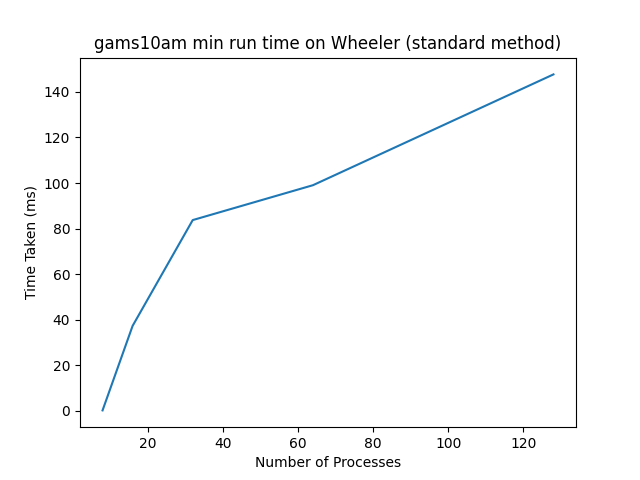 gams10am min run time on Wheeler (standard method)
140
120
100
80
60
40
20
0
Time Taken (ms)
20 40 60 80 100 120
Number of Processes